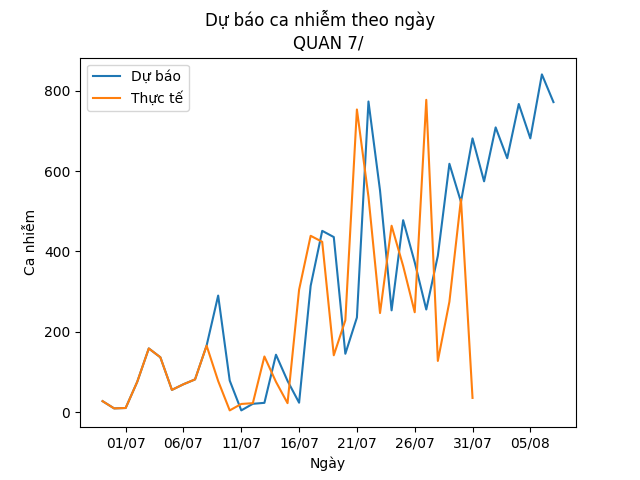 Dự báo ca nhiễm theo ngày
QUAN 7/
Dự báo
Thực tế
Ca nhiễm
800
600
400
200
0
01/07 06/07 11/07 16/07 21/07 26/07 31/07 05/08
Ngày